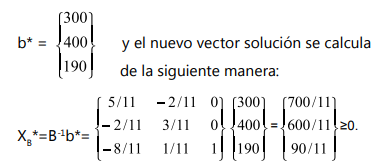 ⎧300⎫
b* = ⎨400⎬ y el nuevo vector solución se calcula
⎩190⎭ de la siguiente manera:
⎧ 5/11 − 2/11 0⎫ ⎧300⎫ ⎧700/11⎫
X_B*=B⁻¹b*= ⎨− 2/11 3/11 0⎬ ⎨400⎬ = ⎨600/11⎬ ≥0.
⎩− 8/11 1/11 1⎭ ⎩190⎭ ⎩ 90/11 ⎭